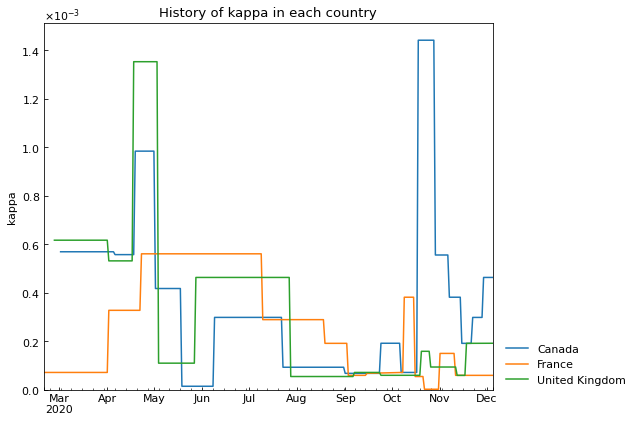 History of kappa in each country
×10⁻³
1.4
1.2
1.0
0.8
0.6
0.4
0.2
0.0
kappa
Mar Apr May Jun Jul Aug Sep Oct Nov Dec
2020
Canada
France
United Kingdom